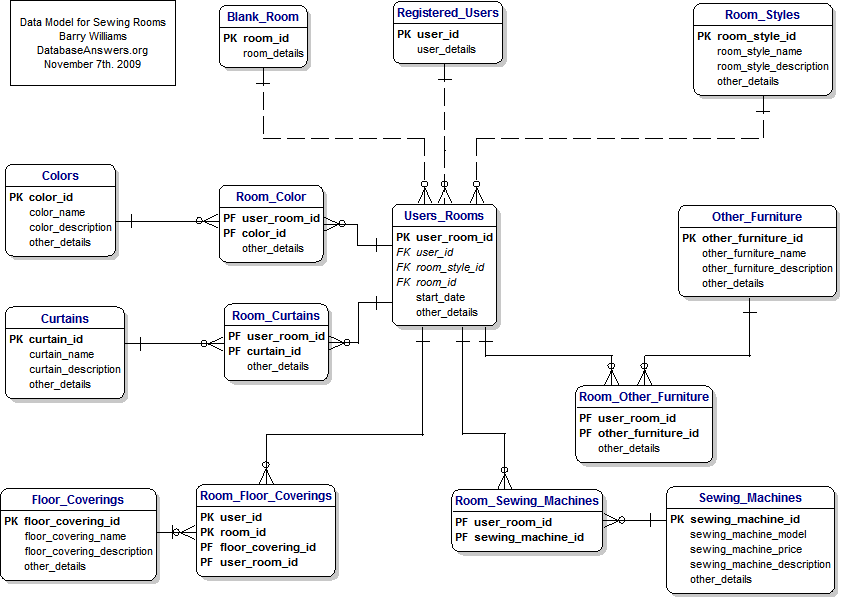 Data Model for Sewing Rooms
Barry Williams
DatabaseAnswers.org
November 7th. 2009
Blank_Room
PK room_id
room_details
Registered_Users
PK user_id
user_details
Room_Styles
PK room_style_id
room_style_name
room_style_description
other_details
Colors
PK color_id
color_name
color_description
other_details
Room_Color
PF user_room_id
PF color_id
other_details
Users_Rooms
PK user_room_id
FK user_id
FK room_style_id
FK room_id
start_date
other_details
Other_Furniture
PK other_furniture_id
other_furniture_name
other_furniture_description
other_details
Curtains
PK curtain_id
curtain_name
curtain_description
other_details
Room_Curtains
PF user_room_id
PF curtain_id
other_details
Room_Other_Furniture
PF user_room_id
PF other_furniture_id
other_details
Floor_Coverings
PK floor_covering_id
floor_covering_name
floor_covering_description
other_details
Room_Floor_Coverings
PK user_id
PK room_id
PF floor_covering_id
PF user_room_id
Room_Sewing_Machines
PF user_room_id
PF sewing_machine_id
Sewing_Machines
PK sewing_machine_id
sewing_machine_model
sewing_machine_price
sewing_machine_description
other_details